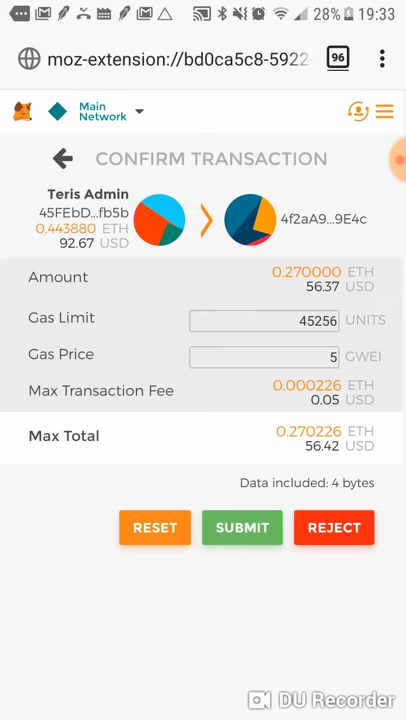 28% 19:33
moz-extension://bd0ca5c8-5922-
96
Main
Network
CONFIRM TRANSACTION
Teris Admin
45FEbD...fb5b
0.443880 ETH
92.67 USD
4f2aA9...9E4c
Amount 0.270000 ETH
56.37 USD
Gas Limit 45256 UNITS
Gas Price 5 GWEI
Max Transaction Fee 0.000226 ETH
0.05 USD
Max Total 0.270226 ETH
56.42 USD
Data included: 4 bytes
RESET SUBMIT REJECT
DU Recorder